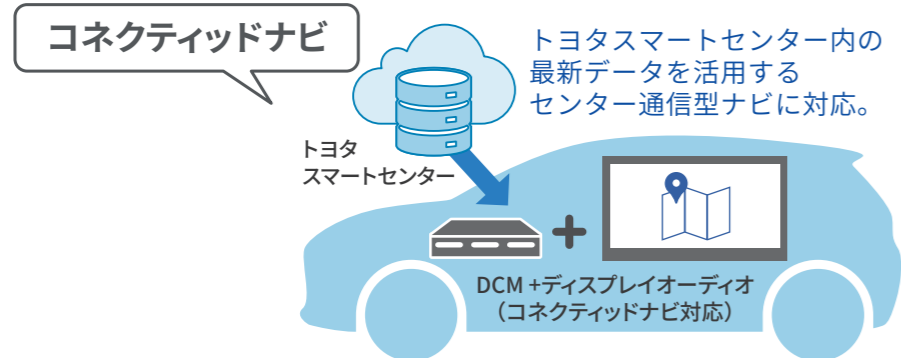 コネクティッドナビ
トヨタスマートセンター内の
最新データを活用する
センター通信型ナビに対応。
トヨタ
スマートセンター
DCM+ディスプレイオーディオ
（コネクティッドナビ対応）